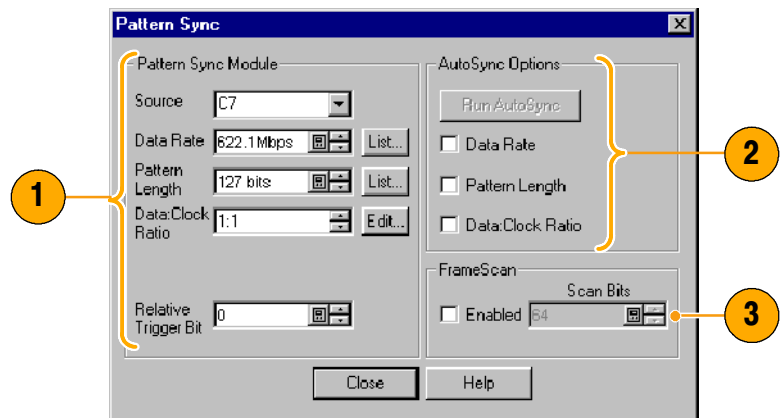 Pattern Sync
Pattern Sync Module
Source C7
Data Rate 622.1Mbps List...
Pattern
Length 127 bits List...
Data:Clock
Ratio 1:1 Edit...
Relative
Trigger Bit 0
AutoSync Options
Run AutoSync
Data Rate
Pattern Length
Data:Clock Ratio
FrameScan
Scan Bits
Enabled 64
Close Help
1
2
3